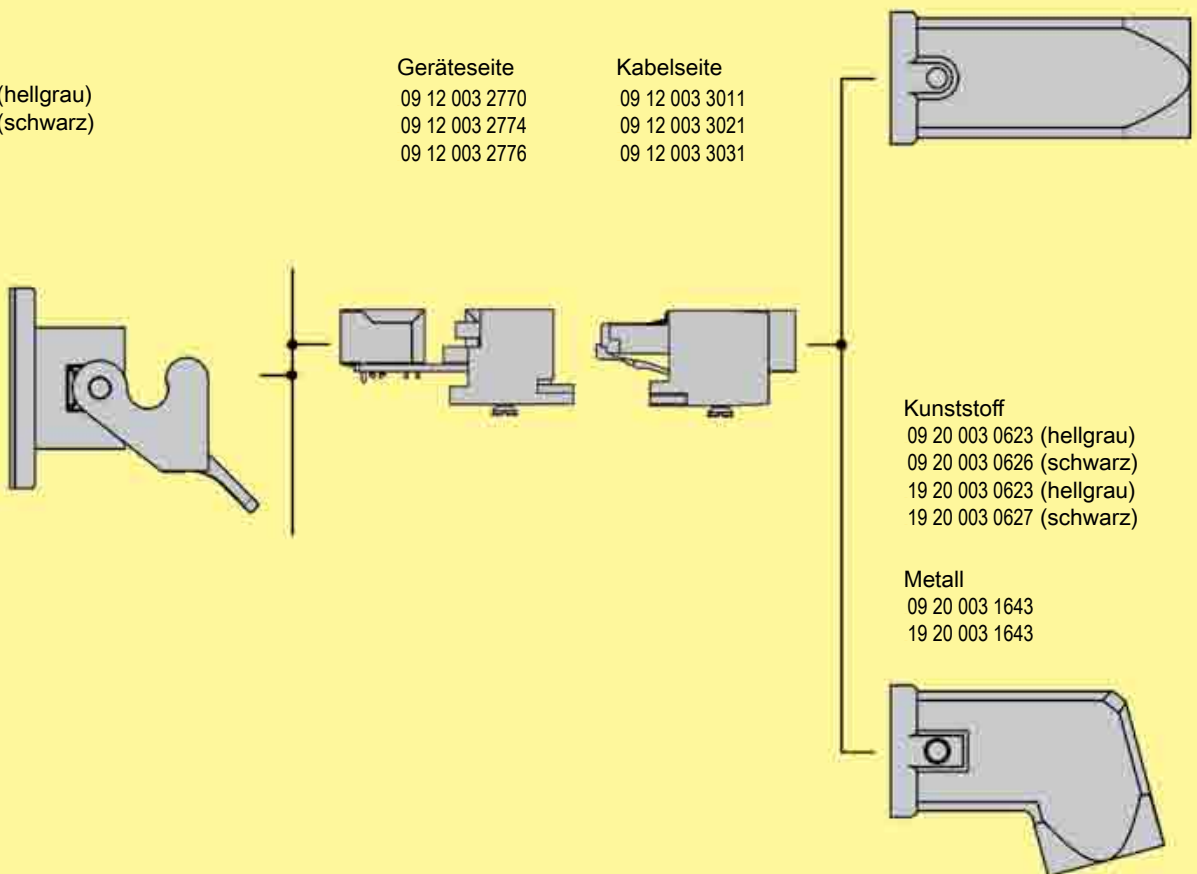 (hellgrau)
(schwarz)
Geräteseite
09 12 003 2770
09 12 003 2774
09 12 003 2776
Kabelseite
09 12 003 3011
09 12 003 3021
09 12 003 3031
Kunststoff
09 20 003 0623 (hellgrau)
09 20 003 0626 (schwarz)
19 20 003 0623 (hellgrau)
19 20 003 0627 (schwarz)
Metall
09 20 003 1643
19 20 003 1643